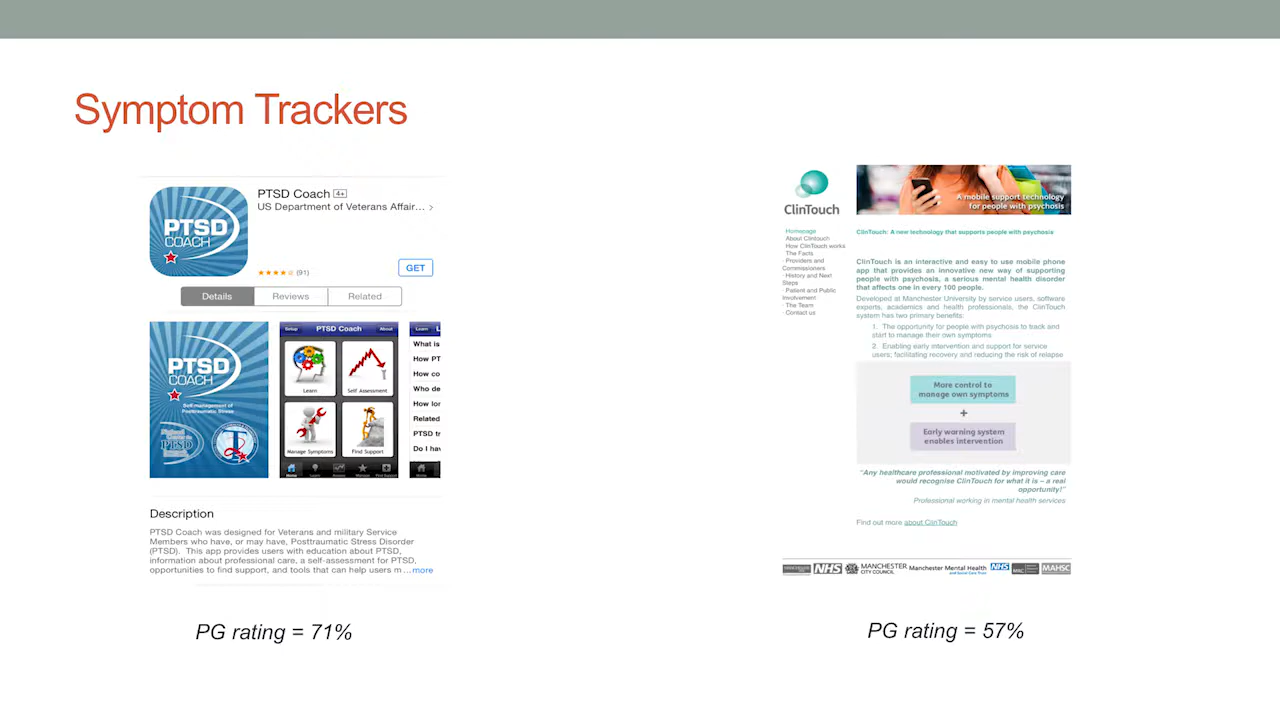 Symptom Trackers
PTSD Coach 4+
US Department of Veterans Affair... >
PTSD
COACH
(91)
GET
Details
Reviews
Related
PTSD
COACH
Self-management of
Posttraumatic Stress
Setup
PTSD Coach
About
Learn
Self Assessment
Manage Symptoms
Find Support
Home
Learn
What is
How PT
How co
Who de
How lor
Related
PTSD tr
Do I hav
Home
Description
PTSD Coach was designed for Veterans and military Service
Members who have, or may have, Posttraumatic Stress Disorder
(PTSD). This app provides users with education about PTSD,
information about professional care, a self-assessment for PTSD,
opportunities to find support, and tools that can help users m...more
PG rating = 71%
ClinTouch
Homepage
About Clintouch
How ClinTouch works
The Facts
Providers and
Commissioners
History and Next
Steps
Patient and Public
Involvement
The Team
Contact us
A mobile support technology
for people with psychosis
ClinTouch: A new technology that supports people with psychosis
ClinTouch is an interactive and easy to use mobile phone
app that provides an innovative new way of supporting
people with psychosis, a serious mental health disorder
that affects one in every 100 people.
Developed at Manchester University by service users, software
experts, academics and health professionals, the ClinTouch
system has two primary benefits:
1. The opportunity for people with psychosis to track and
start to manage their own symptoms
2. Enabling early intervention and support for service
users; facilitating recovery and reducing the risk of relapse
More control to
manage own symptoms
+
Early warning system
enables intervention
"Any healthcare professional motivated by improving care
would recognise ClinTouch for what it is – a real
opportunity!"
Professional working in mental health services
Find out more about ClinTouch
NHS
MANCHESTER
CITY COUNCIL
Manchester Mental Health
NHS
MRC
MAHSC
PG rating = 57%